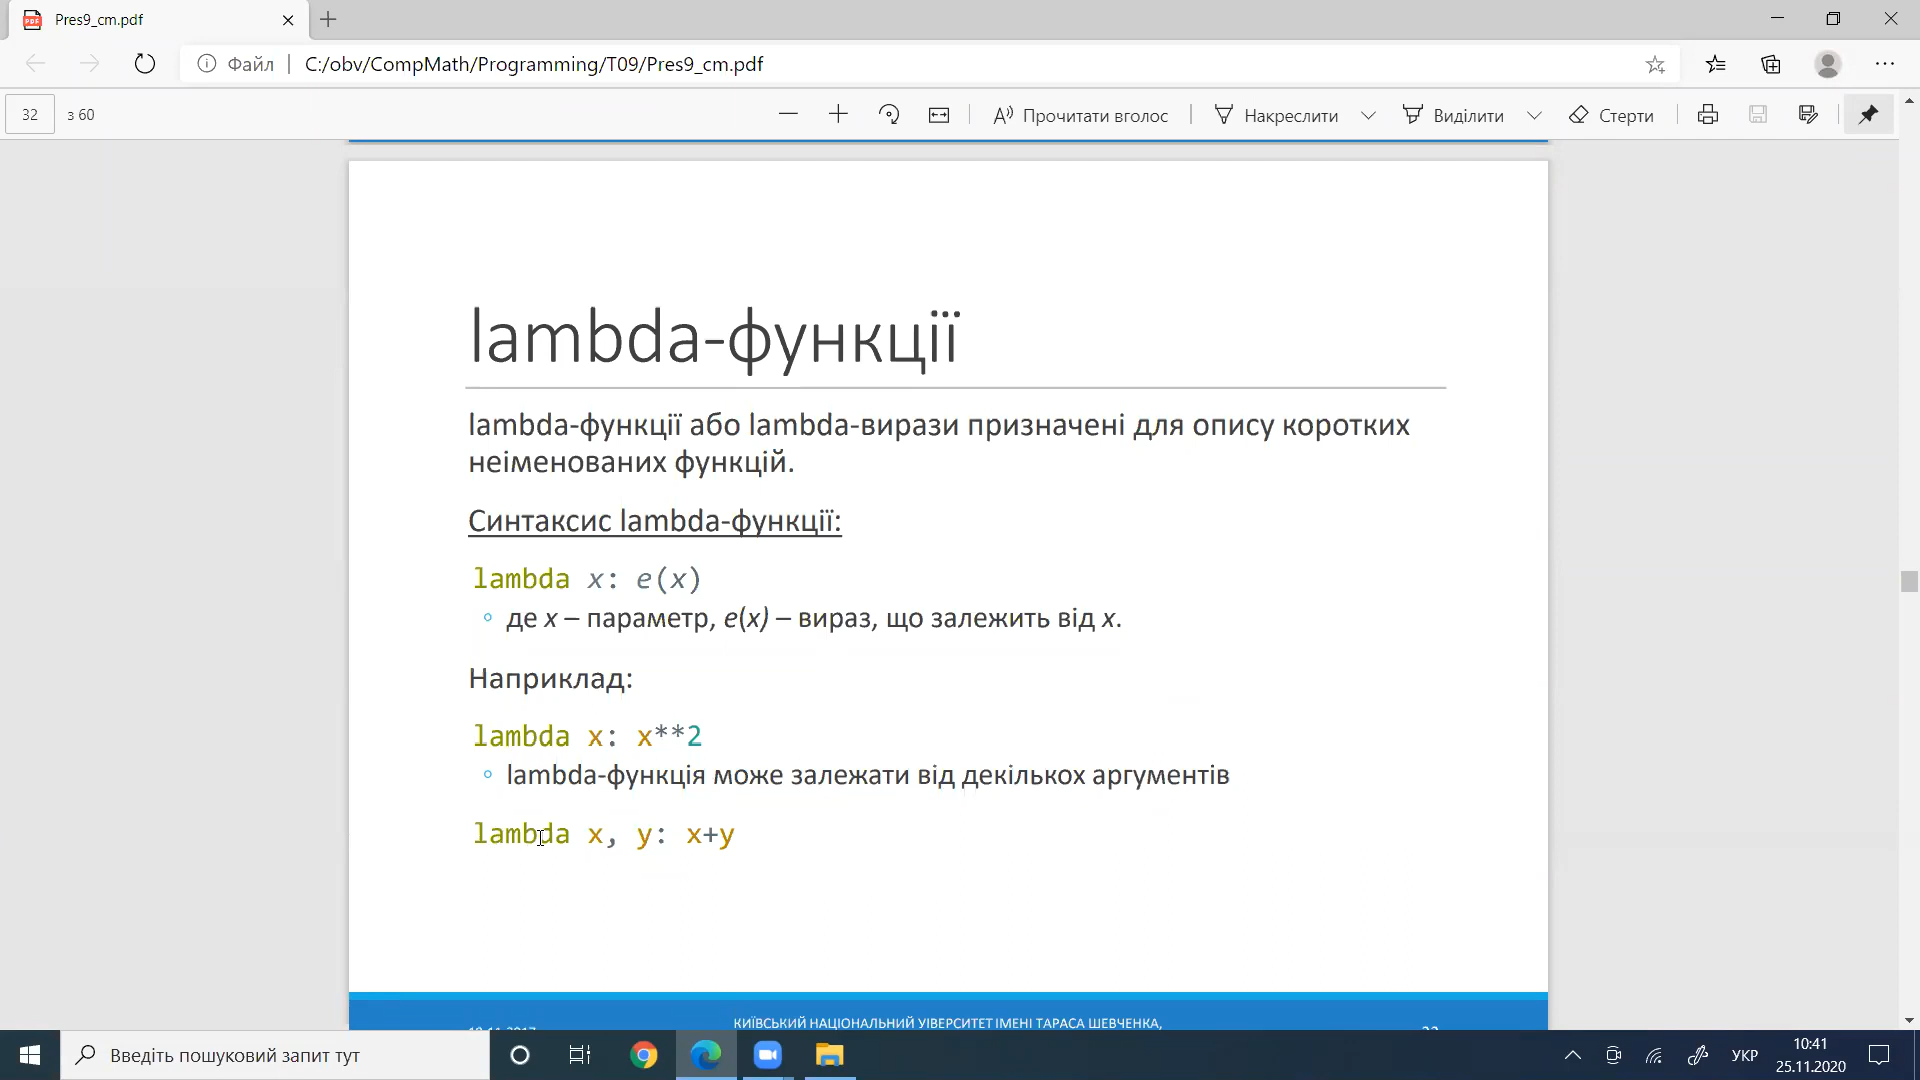 Pres9_cm.pdf
Файл
C:/obv/CompMath/Programming/T09/Pres9_cm.pdf
32 з 60
Прочитати вголос
Накреслити
Виділити
Стерти
lambda-функції
lambda-функції або lambda-вирази призначені для опису коротких
неіменованих функцій.
Синтаксис lambda-функції:
lambda x: e(x)
де x – параметр, e(x) – вираз, що залежить від x.
Наприклад:
lambda x: x**2
lambda-функція може залежати від декількох аргументів
lambda x, y: x+y
КИЇВСЬКИЙ НАЦІОНАЛЬНИЙ УІВЕРСИТЕТ ІМЕНІ ТАРАСА ШЕВЧЕНКА,
Введіть пошуковий запит тут
УКР
10:41
25.11.2020